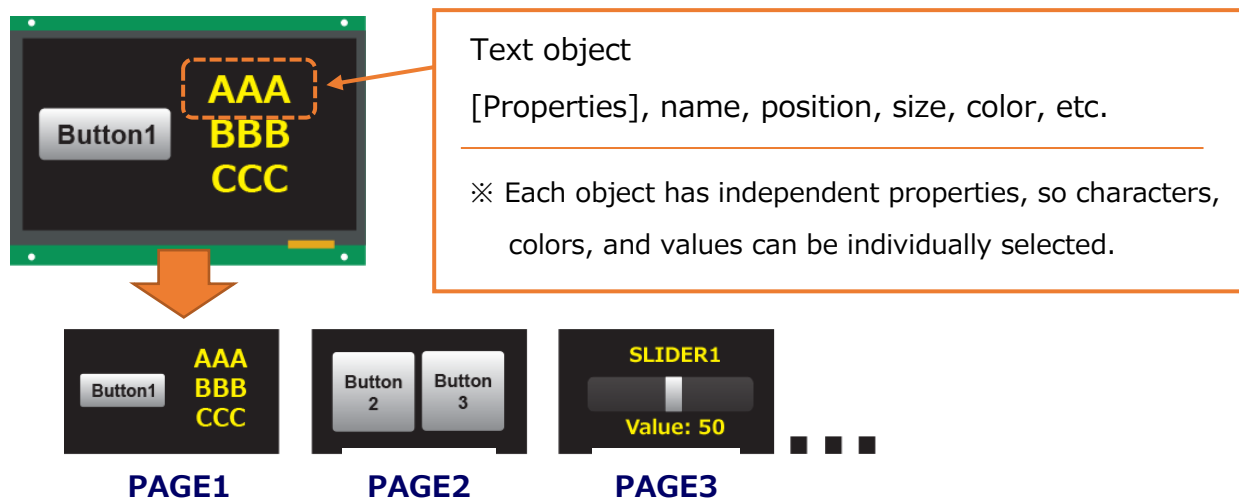 AAA
BBB
CCC
Button1
Text object
[Properties], name, position, size, color, etc.
※ Each object has independent properties, so characters,
colors, and values can be individually selected.
Button1
AAA
BBB
CCC
PAGE1
Button
2
Button
3
PAGE2
SLIDER1
Value: 50
PAGE3